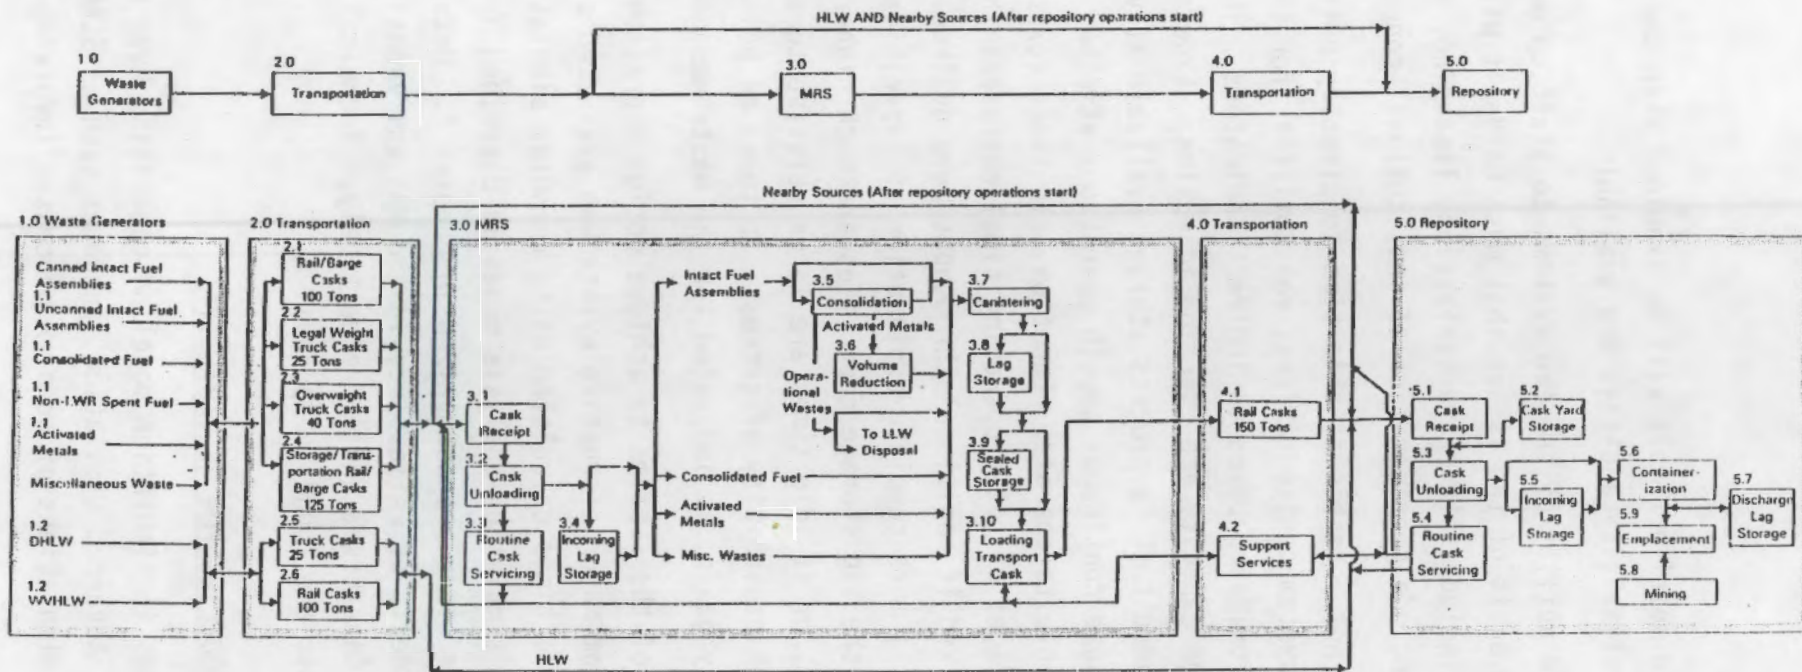 HLW AND Nearby Sources (After repository operations start)
1.0
Waste
Generators
2.0
Transportation
3.0
MRS
4.0
Transportation
5.0
Repository
Nearby Sources (After repository operations start)
1.0 Waste Generators
Canned Intact Fuel
Assemblies
1.1
Uncanned Intact Fuel
Assemblies
1.1
Consolidated Fuel
1.1
Non-LWR Spent Fuel
1.1
Activated
Metals
Miscellaneous Waste
1.2
DHLW
1.2
WVHLW
2.0 Transportation
2.1
Rail/Barge
Casks
100 Tons
2.2
Legal Weight
Truck Casks
25 Tons
2.3
Overweight
Truck Casks
40 Tons
2.4
Storage/Trans-
portation Rail/
Barge Casks
125 Tons
2.5
Truck Casks
25 Tons
2.6
Rail Casks
100 Tons
3.0 MRS
3.1
Cask
Receipt
3.2
Cask
Unloading
3.3
Routine
Cask
Servicing
3.4
Incoming
Lag
Storage
Intact Fuel
Assemblies
3.5
Consolidation
Activated Metals
3.6
Volume
Reduction
Opera-
tional
Wastes
To LLW
Disposal
Consolidated Fuel
Activated
Metals
Misc. Wastes
3.7
Canistering
3.8
Lag
Storage
3.9
Sealed
Cask
Storage
3.10
Loading
Transport
Cask
4.0 Transportation
4.1
Rail Casks
150 Tons
4.2
Support
Services
5.0 Repository
5.1
Cask
Receipt
5.2
Cask Yard
Storage
5.3
Cask
Unloading
5.4
Routine
Cask
Servicing
5.5
Incoming
Lag
Storage
5.6
Container-
ization
5.7
Discharge
Lag
Storage
5.9
Emplacement
5.8
Mining
HLW